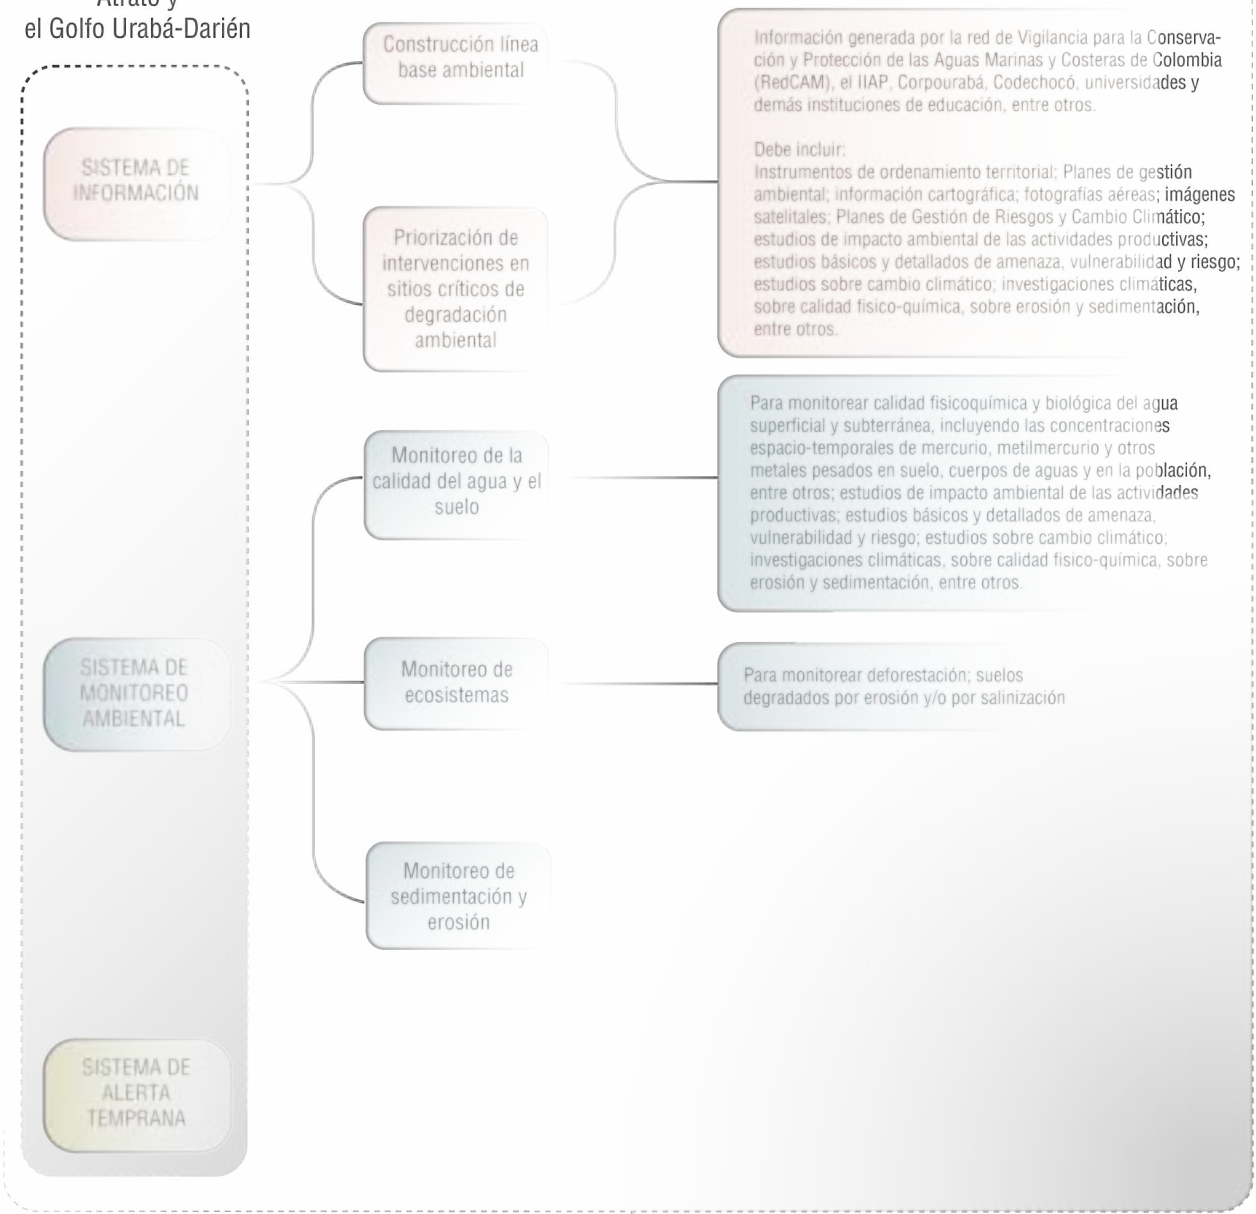 Atrato y
el Golfo Urabá-Darién
SISTEMA DE
INFORMACIÓN
Construcción línea
base ambiental
Priorización de
intervenciones en
sitios críticos de
degradación
ambiental
Información generada por la red de Vigilancia para la Conserva-
ción y Protección de las Aguas Marinas y Costeras de Colombia
(RedCAM), el IIAP, Corpourabá, Codechocó, universidades y
demás instituciones de educación, entre otros.
Debe incluir:
Instrumentos de ordenamiento territorial; Planes de gestión
ambiental; información cartográfica; fotografías aéreas; imágenes
satelitales; Planes de Gestión de Riesgos y Cambio Climático;
estudios de impacto ambiental de las actividades productivas;
estudios básicos y detallados de amenaza, vulnerabilidad y riesgo;
estudios sobre cambio climático; investigaciones climáticas,
sobre calidad fisico-química, sobre erosión y sedimentación,
entre otros.
SISTEMA DE
MONITOREO
AMBIENTAL
Monitoreo de la
calidad del agua y el
suelo
Para monitorear calidad fisicoquímica y biológica del agua
superficial y subterránea, incluyendo las concentraciones
espacio-temporales de mercurio, metilmercurio y otros
metales pesados en suelo, cuerpos de aguas y en la población,
entre otros; estudios de impacto ambiental de las actividades
productivas; estudios básicos y detallados de amenaza,
vulnerabilidad y riesgo; estudios sobre cambio climático;
investigaciones climáticas, sobre calidad fisico-química, sobre
erosión y sedimentación, entre otros.
Monitoreo de
ecosistemas
Para monitorear deforestación; suelos
degradados por erosión y/o por salinización
Monitoreo de
sedimentación y
erosión
SISTEMA DE
ALERTA
TEMPRANA